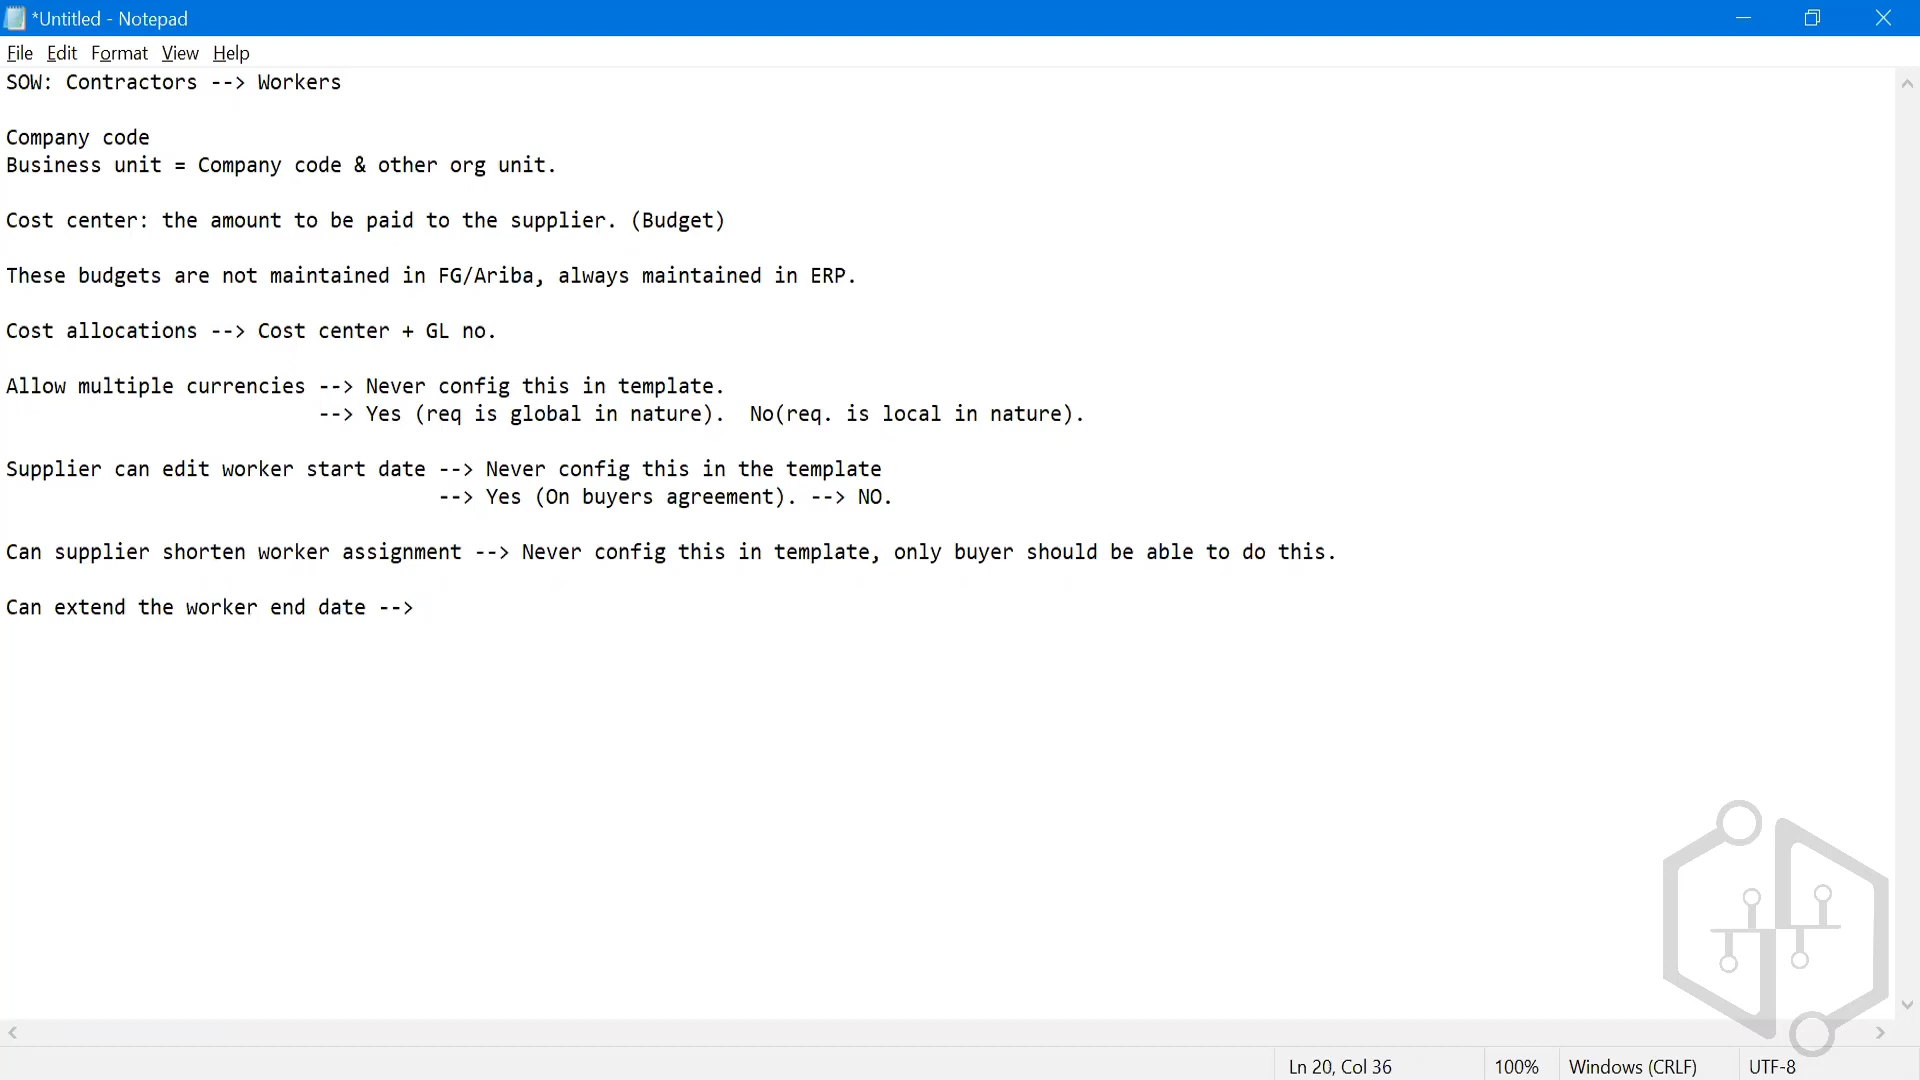 *Untitled - Notepad
File Edit Format View Help
SOW: Contractors --> Workers
Company code
Business unit = Company code & other org unit.
Cost center: the amount to be paid to the supplier. (Budget)
These budgets are not maintained in FG/Ariba, always maintained in ERP.
Cost allocations --> Cost center + GL no.
Allow multiple currencies --> Never config this in template.
--> Yes (req is global in nature).  No(req. is local in nature).
Supplier can edit worker start date --> Never config this in the template
--> Yes (On buyers agreement). --> NO.
Can supplier shorten worker assignment --> Never config this in template, only buyer should be able to do this.
Can extend the worker end date -->
Ln 20, Col 36 100% Windows (CRLF) UTF-8